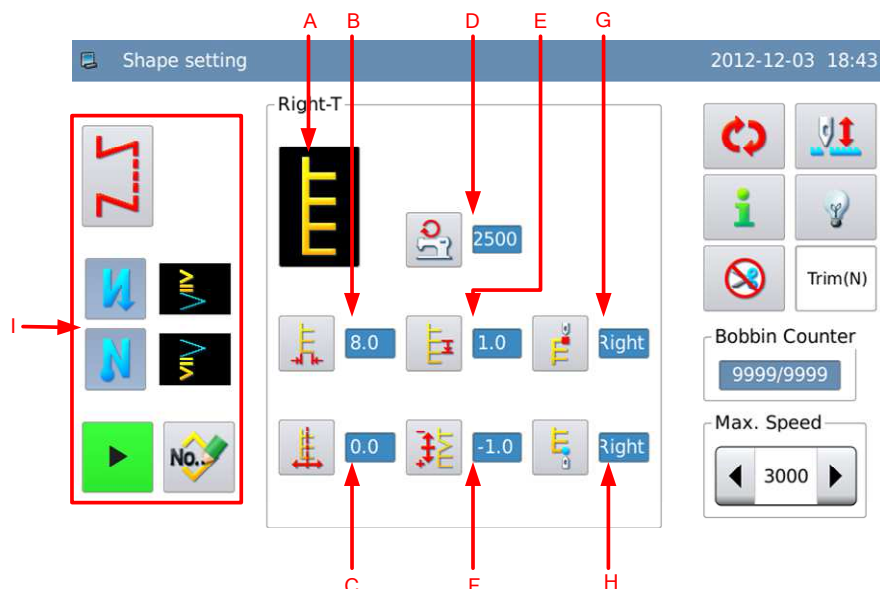 A B D E G
Shape setting 2012-12-03 18:43
Right-T
2500
Trim(N)
I
8.0 1.0 Right
Bobbin Counter
9999/9999
Max. Speed
No.
0.0 -1.0 Right
3000
C F H